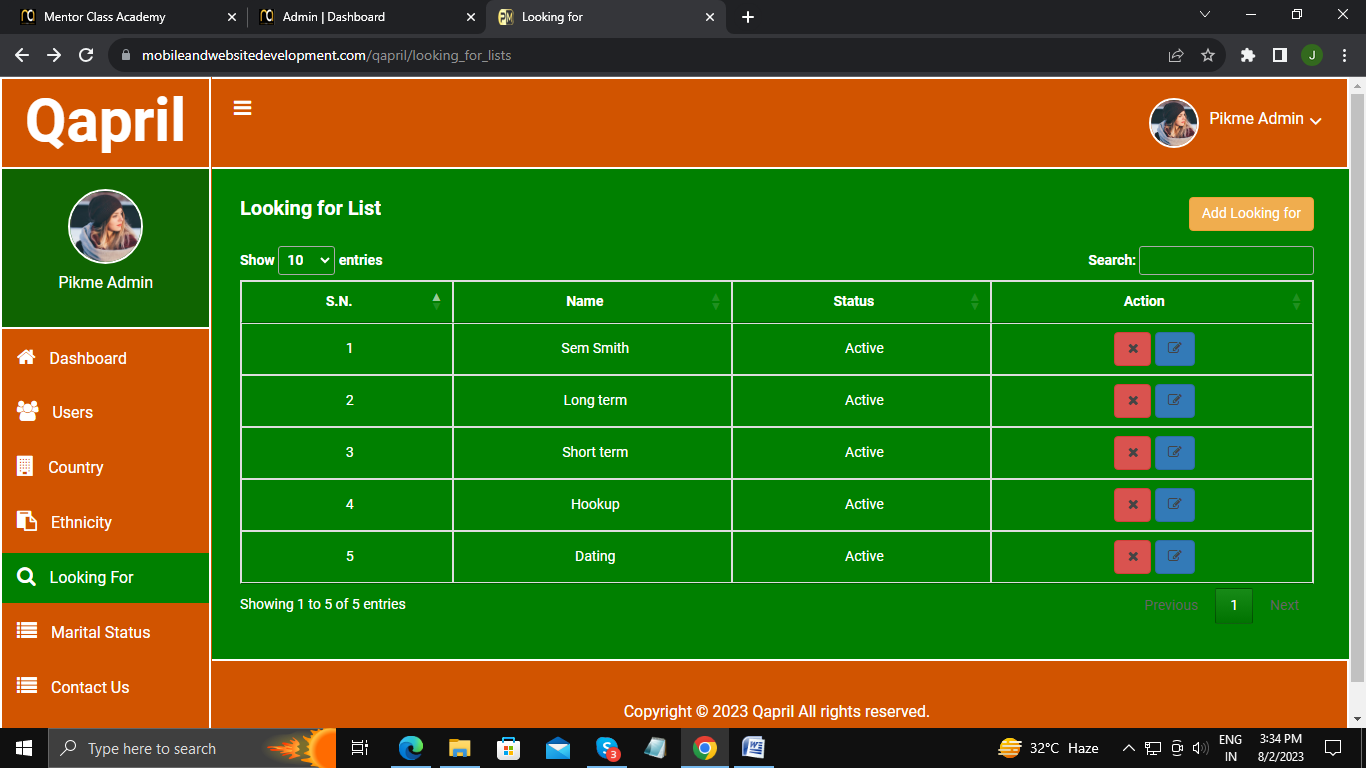 Mentor Class Academy
Admin | Dashboard
Looking for
mobileandwebsitedevelopment.com/qapril/looking_for_lists
J
Qapril
Pikme Admin
Pikme Admin
Dashboard
Users
Country
Ethnicity
Looking For
Marital Status
Contact Us
Looking for List
Add Looking for
Show 10 entries
Search:
S.N. Name Status Action
1 Sem Smith Active
2 Long term Active
3 Short term Active
4 Hookup Active
5 Dating Active
Showing 1 to 5 of 5 entries
Previous 1 Next
Copyright © 2023 Qapril All rights reserved.
Type here to search
3
32°C Haze
ENG
IN
3:34 PM
8/2/2023